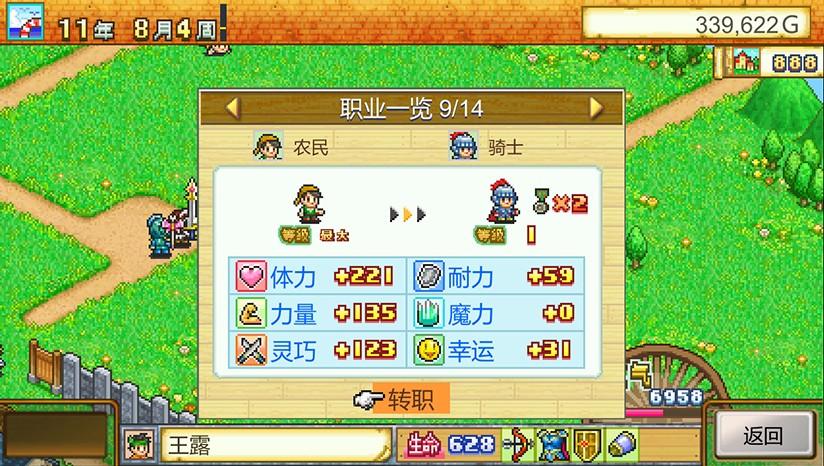 11年 8月4周
339,622G
888
职业一览 9/14
农民 骑士
×2
等级 最大 等级 1
体力 +221 耐力 +59
力量 +135 魔力 +0
灵巧 +123 幸运 +31
转职
6958
王露 生命 628 返回